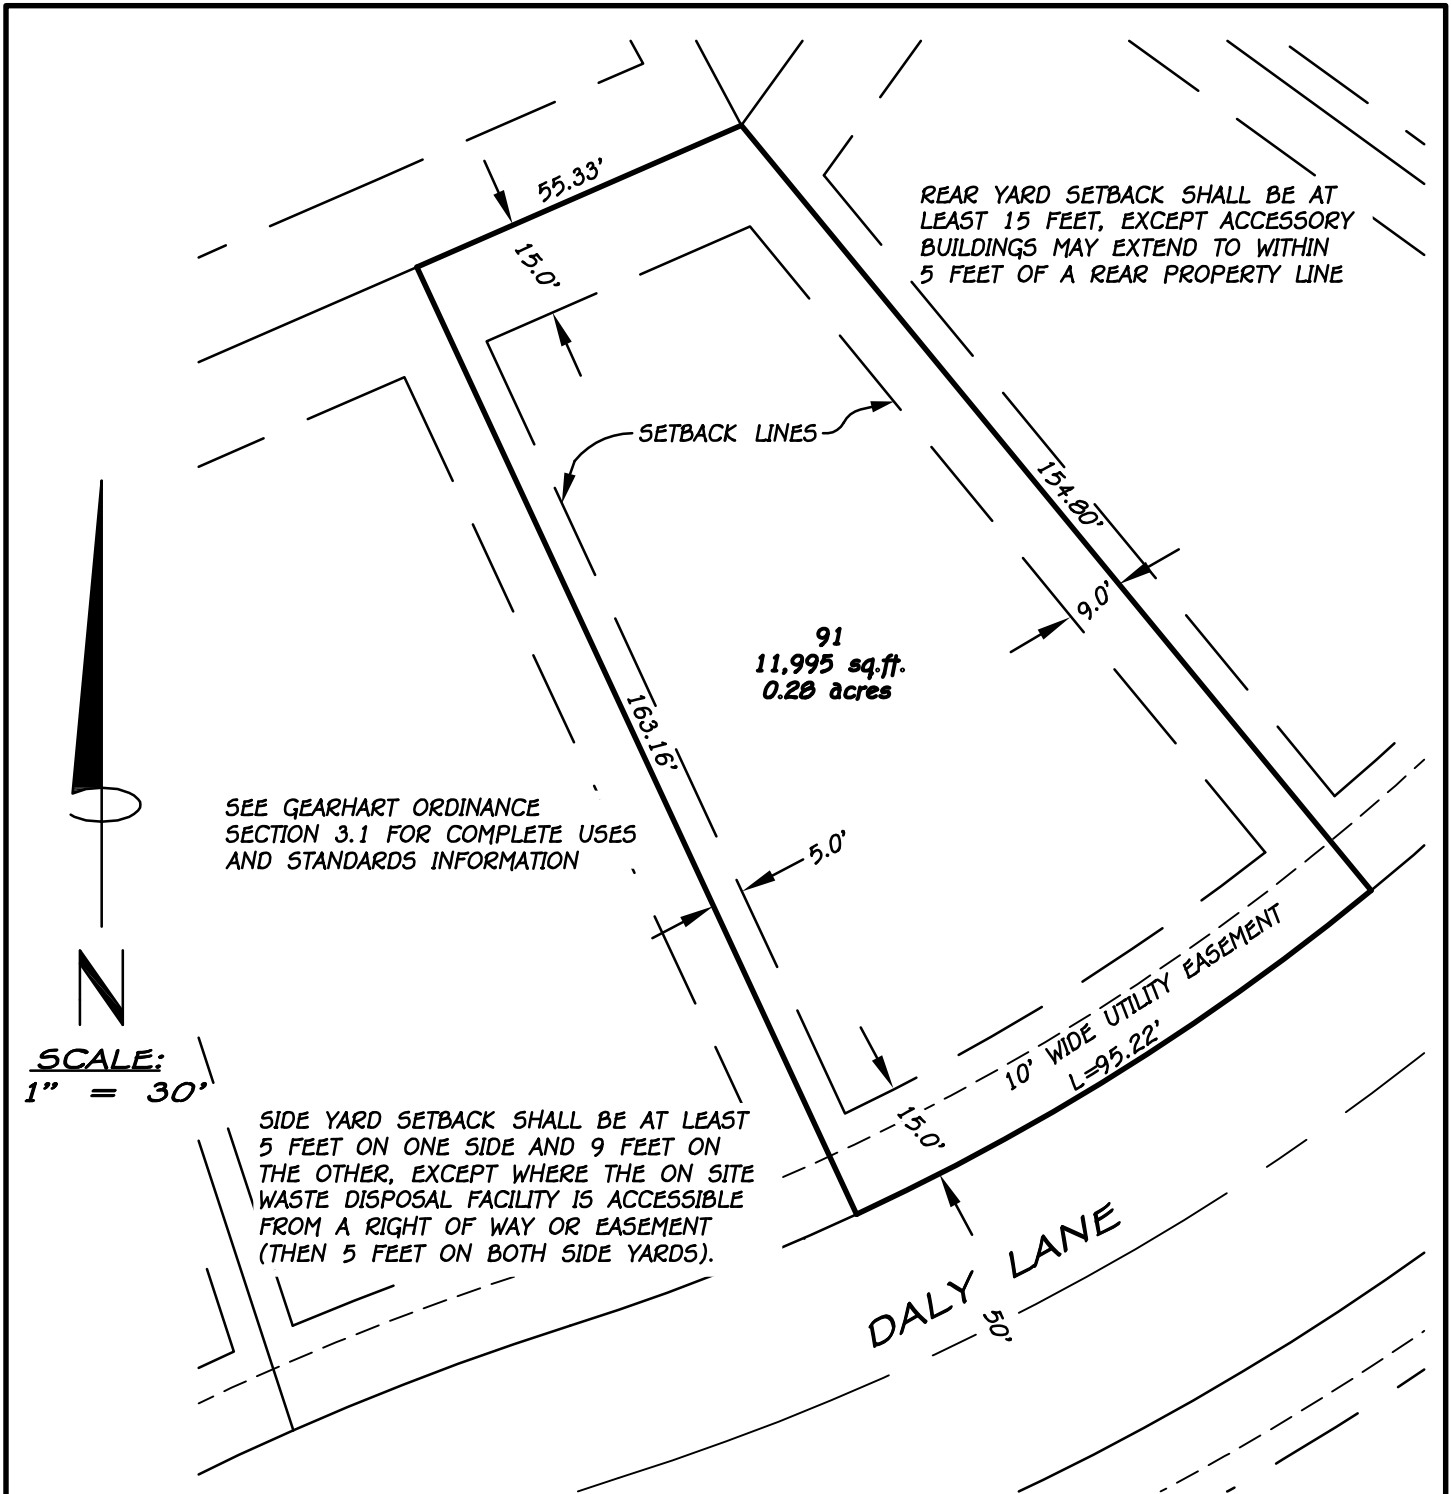 55.33'
15.0'
REAR YARD SETBACK SHALL BE AT
LEAST 15 FEET, EXCEPT ACCESSORY
BUILDINGS MAY EXTEND TO WITHIN
5 FEET OF A REAR PROPERTY LINE
SETBACK LINES
154.80'
9.0'
91
11,995 sq.ft.
0.28 acres
163.16'
SEE GEARHART ORDINANCE
SECTION 3.1 FOR COMPLETE USES
AND STANDARDS INFORMATION
5.0'
N
SCALE:
1" = 30'
10' WIDE UTILITY EASEMENT
L=95.22'
15.0'
SIDE YARD SETBACK SHALL BE AT LEAST
5 FEET ON ONE SIDE AND 9 FEET ON
THE OTHER, EXCEPT WHERE THE ON SITE
WASTE DISPOSAL FACILITY IS ACCESSIBLE
FROM A RIGHT OF WAY OR EASEMENT
(THEN 5 FEET ON BOTH SIDE YARDS).
DALY LANE
50'